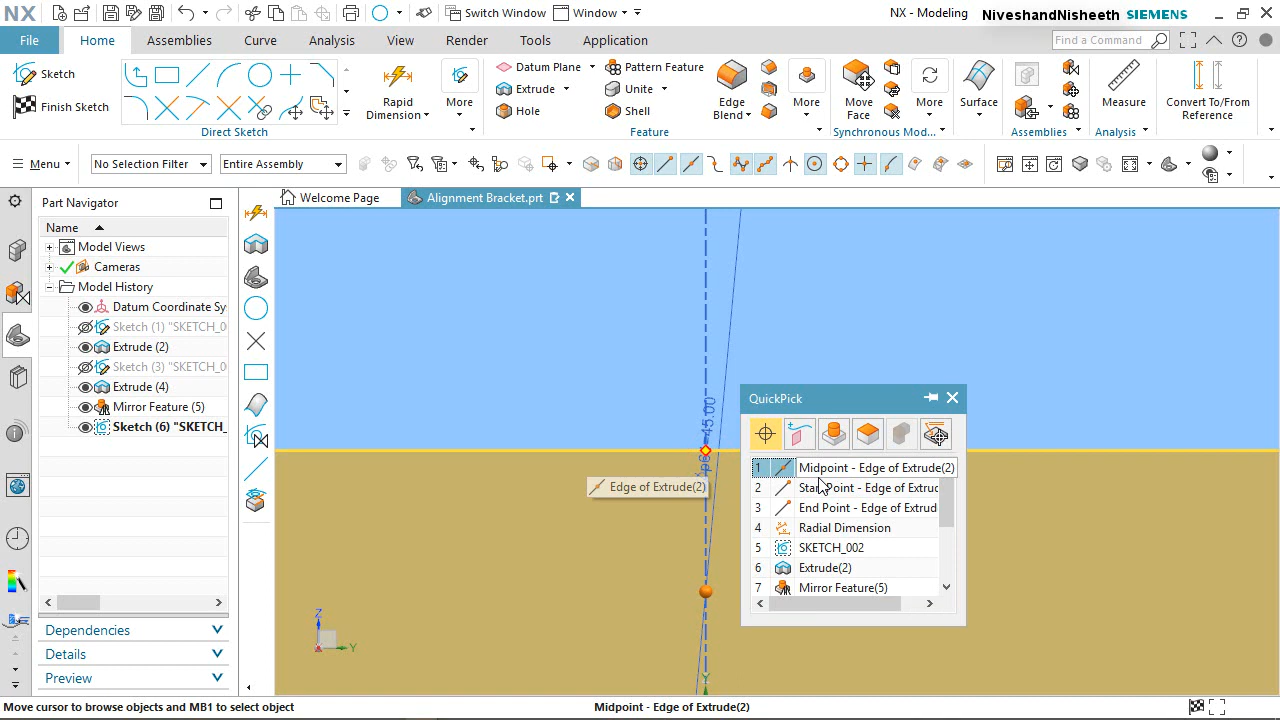 NX
Switch Window
Window
NX - Modeling
NiveshandNisheeth SIEMENS
File
Home
Assemblies
Curve
Analysis
View
Render
Tools
Application
Find a Command
Sketch
Finish Sketch
Direct Sketch
Rapid Dimension
More
Datum Plane
Extrude
Hole
Pattern Feature
Unite
Shell
Edge Blend
More
Feature
Move Face
More
Synchronous Mod...
Surface
Assemblies
Measure
Analysis
Convert To/From Reference
Menu
No Selection Filter
Entire Assembly
Part Navigator
Welcome Page
Alignment Bracket.prt
Name
Model Views
Cameras
Model History
Datum Coordinate Sy
Sketch (1) "SKETCH_0
Extrude (2)
Sketch (3) "SKETCH_0
Extrude (4)
Mirror Feature (5)
Sketch (6) "SKETCH_
Dependencies
Details
Preview
QuickPick
1 Midpoint - Edge of Extrude(2)
2 Start Point - Edge of Extruc
3 End Point - Edge of Extrud
4 Radial Dimension
5 SKETCH_002
6 Extrude(2)
7 Mirror Feature(5)
Edge of Extrude(2)
Z
Y
Y
Move cursor to browse objects and MB1 to select object
Midpoint - Edge of Extrude(2)